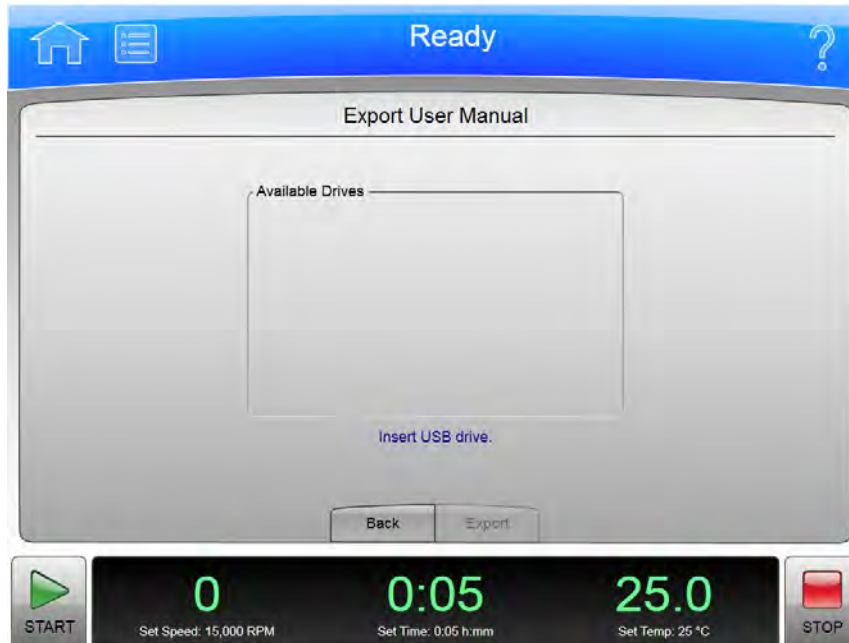 Ready
Export User Manual
Available Drives
Insert USB drive.
Back Export
START 0 0:05 25.0 STOP
Set Speed: 15,000 RPM Set Time: 0:05 h:mm Set Temp: 25 °C